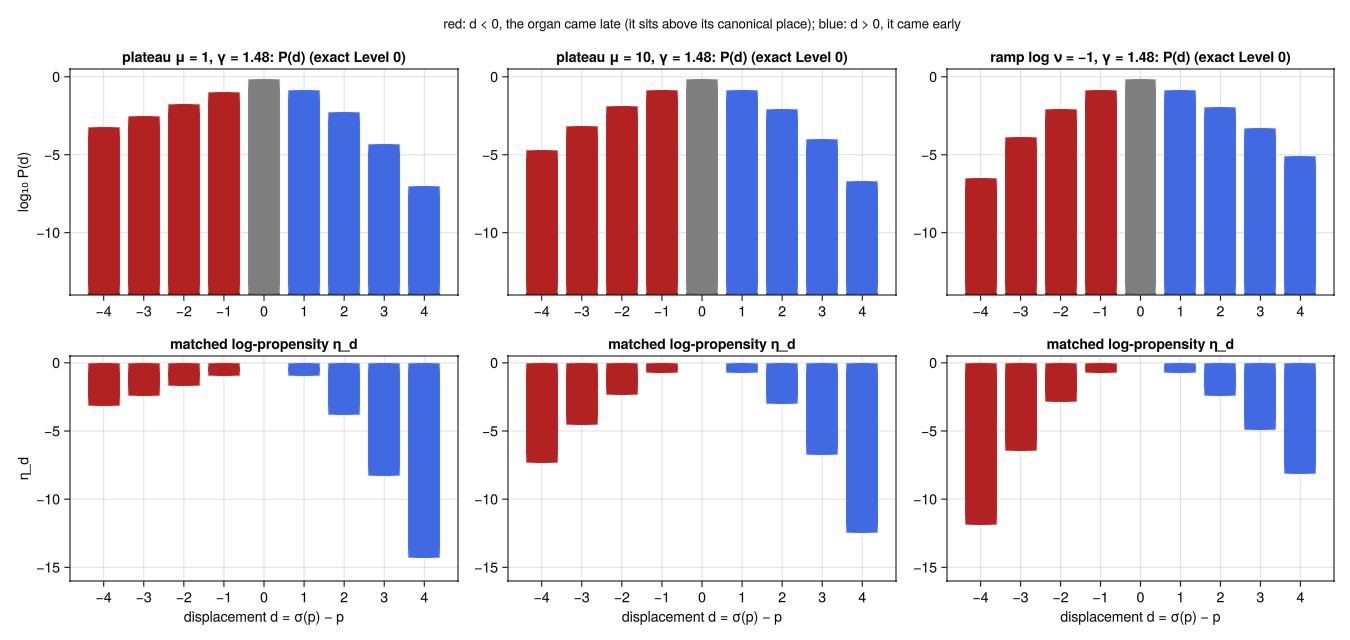 red: d < 0, the organ came late (it sits above its canonical place); blue: d > 0, it came early
plateau μ = 1, γ = 1.48: P(d) (exact Level 0)
plateau μ = 10, γ = 1.48: P(d) (exact Level 0)
ramp log ν = −1, γ = 1.48: P(d) (exact Level 0)
log₁₀ P(d)
0
−5
−10
−4 −3 −2 −1 0 1 2 3 4
0
−5
−10
−4 −3 −2 −1 0 1 2 3 4
0
−5
−10
−4 −3 −2 −1 0 1 2 3 4
matched log-propensity η_d
matched log-propensity η_d
matched log-propensity η_d
η_d
0
−5
−10
−15
−4 −3 −2 −1 0 1 2 3 4
displacement d = σ(p) − p
0
−5
−10
−15
−4 −3 −2 −1 0 1 2 3 4
displacement d = σ(p) − p
0
−5
−10
−15
−4 −3 −2 −1 0 1 2 3 4
displacement d = σ(p) − p